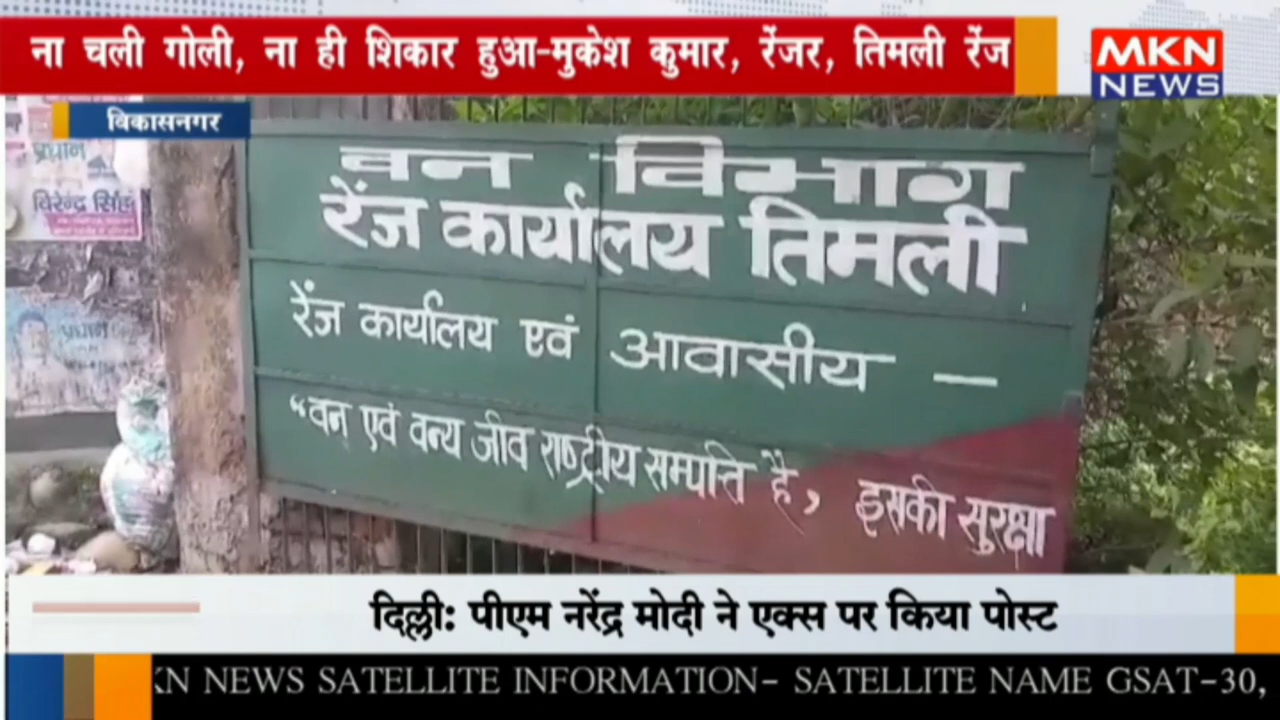 ना चली गोली, ना ही शिकार हुआ-मुकेश कुमार, रेंजर, तिमली रेंज
MKN
NEWS
विकासनगर
प्रधान
विरेन्द्र सिंह
वन विभाग
रेंज कार्यालय तिमली
रेंज कार्यालय एवं आवासीय —
“वन एवं वन्य जीव राष्ट्रीय सम्पत्ति है, इसकी सुरक्षा
दिल्ली: पीएम नरेंद्र मोदी ने एक्स पर किया पोस्ट
KN NEWS SATELLITE INFORMATION- SATELLITE NAME GSAT-30,